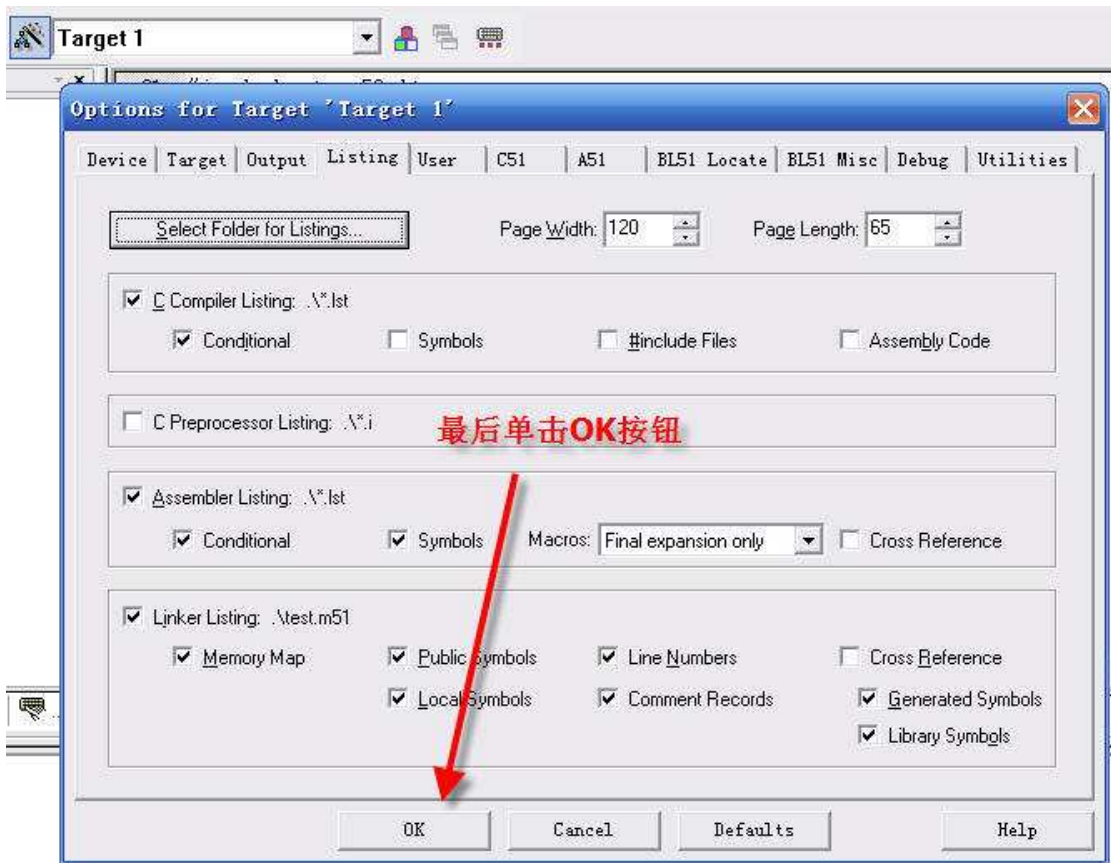 Target 1
Options for Target 'Target 1'
Device Target Output Listing User C51 A51 BL51 Locate BL51 Misc Debug Utilities
Select Folder for Listings... Page Width: 120 Page Length: 65
C Compiler Listing: .\*.lst
Conditional Symbols #include Files Assembly Code
C Preprocessor Listing: .\*.i
最后单击OK按钮
Assembler Listing: .\*.lst
Conditional Symbols Macros: Final expansion only Cross Reference
Linker Listing: .\test.m51
Memory Map Public Symbols Line Numbers Cross Reference
Local Symbols Comment Records Generated Symbols
Library Symbols
OK Cancel Defaults Help